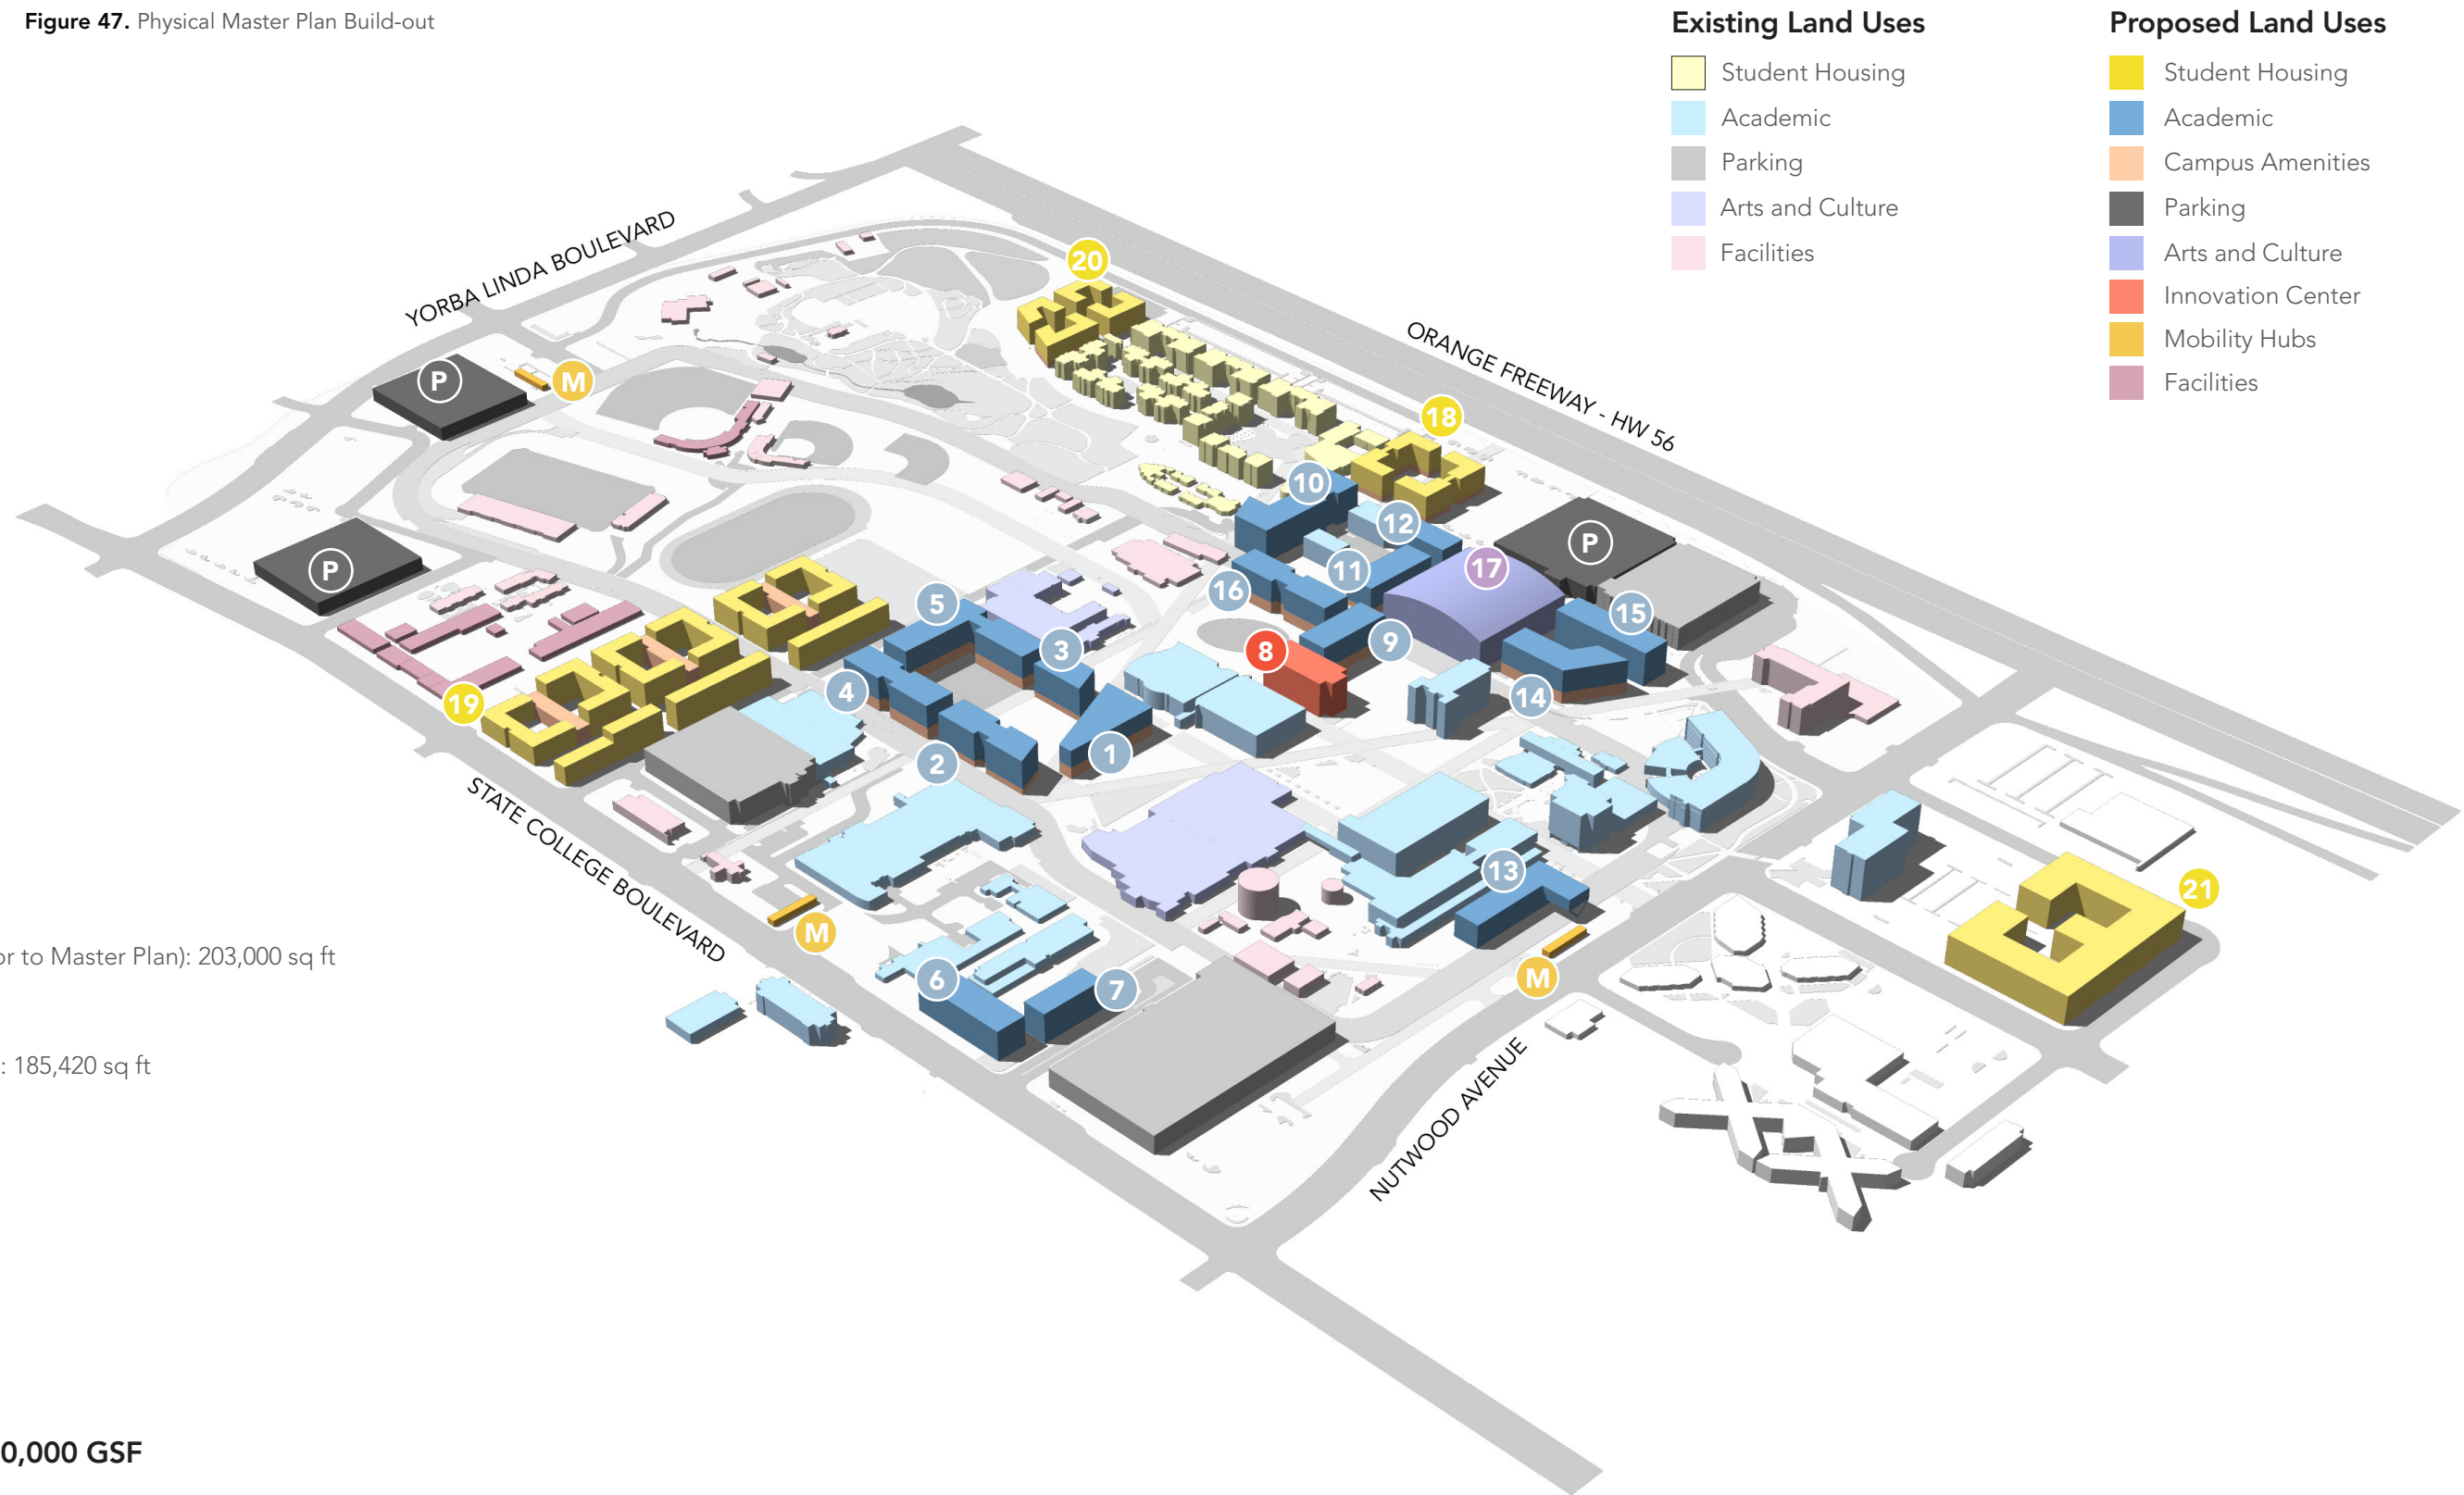 Figure 47. Physical Master Plan Build-out
Existing Land Uses
Student Housing
Academic
Parking
Arts and Culture
Facilities
Proposed Land Uses
Student Housing
Academic
Campus Amenities
Parking
Arts and Culture
Innovation Center
Mobility Hubs
Facilities
YORBA LINDA BOULEVARD
ORANGE FREEWAY - HW 56
STATE COLLEGE BOULEVARD
NUTWOOD AVENUE
20
P
M
18
10
12
P
P
11
17
16
5
15
3
9
8
4
14
19
1
2
13
21
M
M
6
7
or to Master Plan): 203,000 sq ft
: 185,420 sq ft
0,000 GSF